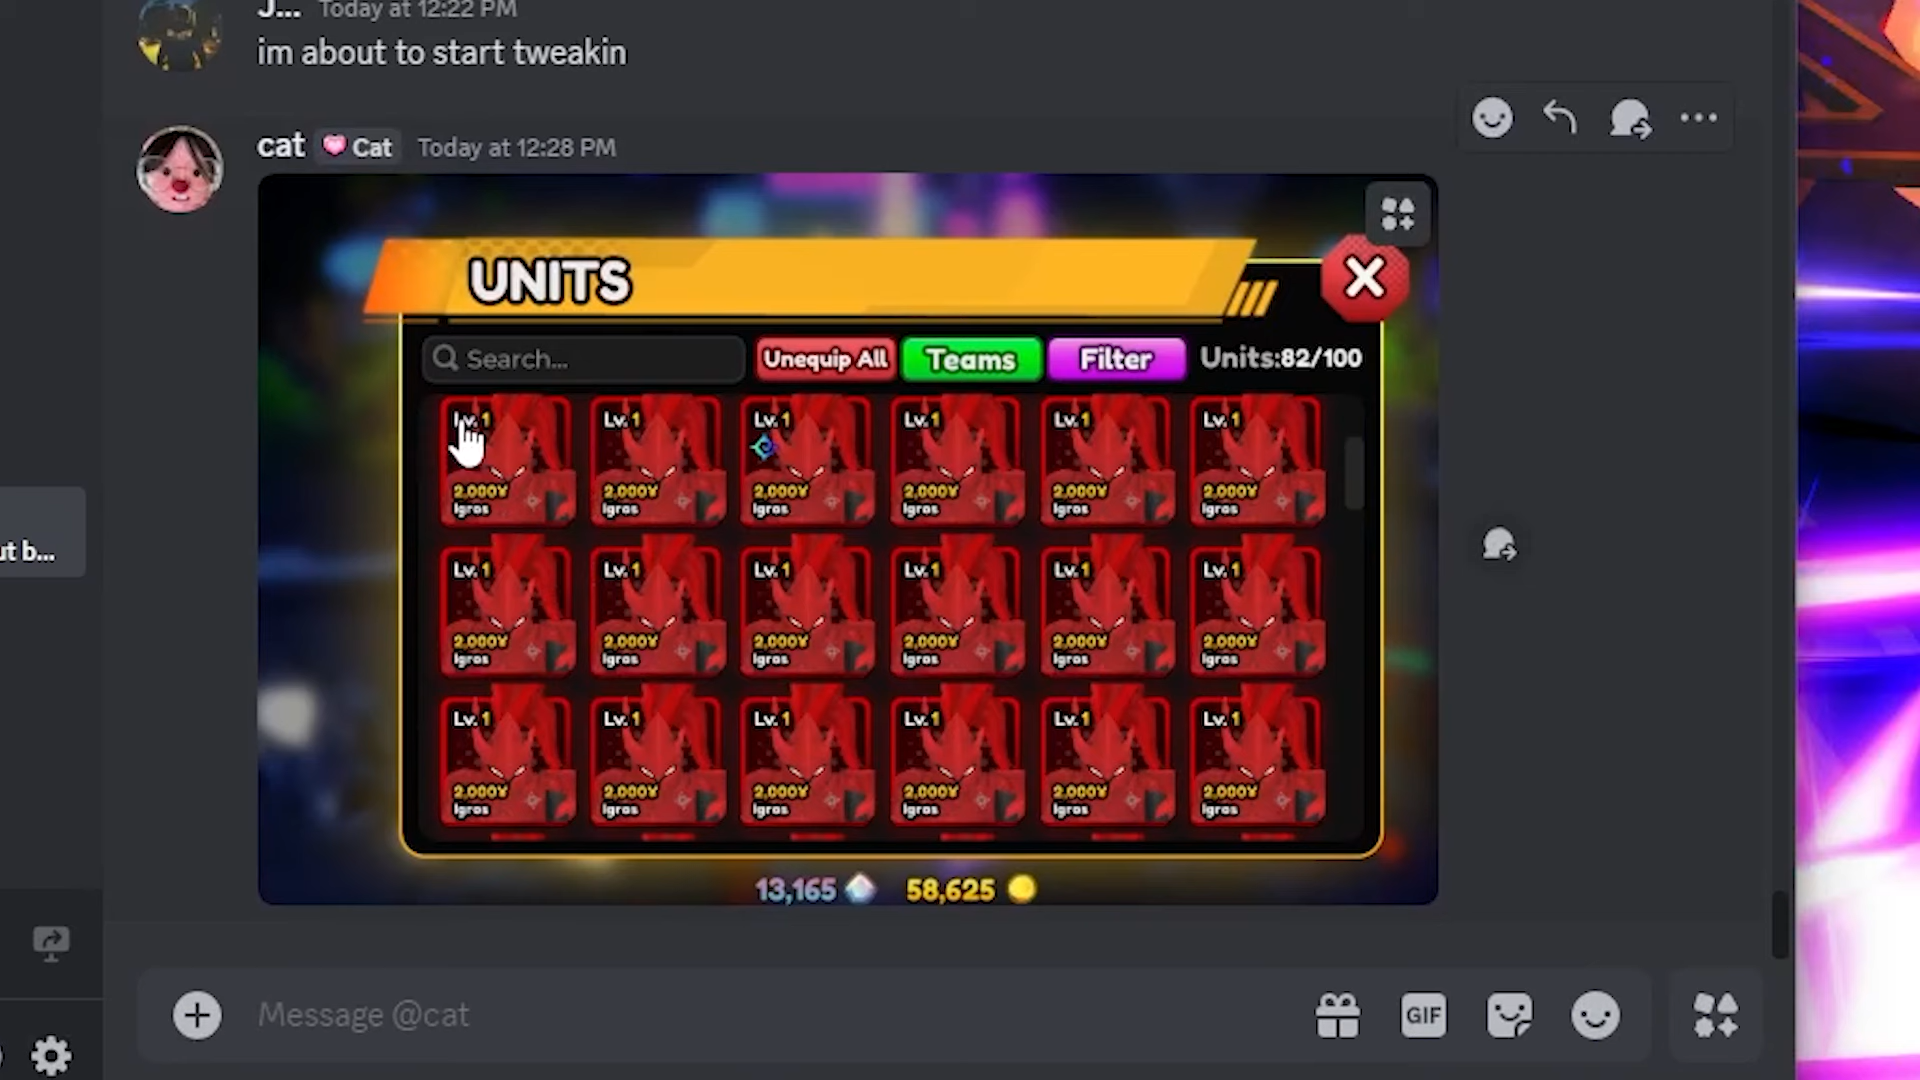 J... Today at 12:22 PM
im about to start tweakin
cat Cat Today at 12:28 PM
UNITS
Search... Unequip All Teams Filter Units:82/100
Lv.1 Lv.1 Lv.1 Lv.1 Lv.1 Lv.1
2,000¥ 2,000¥ 2,000¥ 2,000¥ 2,000¥ 2,000¥
Igros Igros Igros Igros Igros Igros
Lv.1 Lv.1 Lv.1 Lv.1 Lv.1 Lv.1
2,000¥ 2,000¥ 2,000¥ 2,000¥ 2,000¥ 2,000¥
Igros Igros Igros Igros Igros Igros
ut b...
Lv.1 Lv.1 Lv.1 Lv.1 Lv.1 Lv.1
2,000¥ 2,000¥ 2,000¥ 2,000¥ 2,000¥ 2,000¥
Igros Igros Igros Igros Igros Igros
13,165 58,625
Message @cat GIF